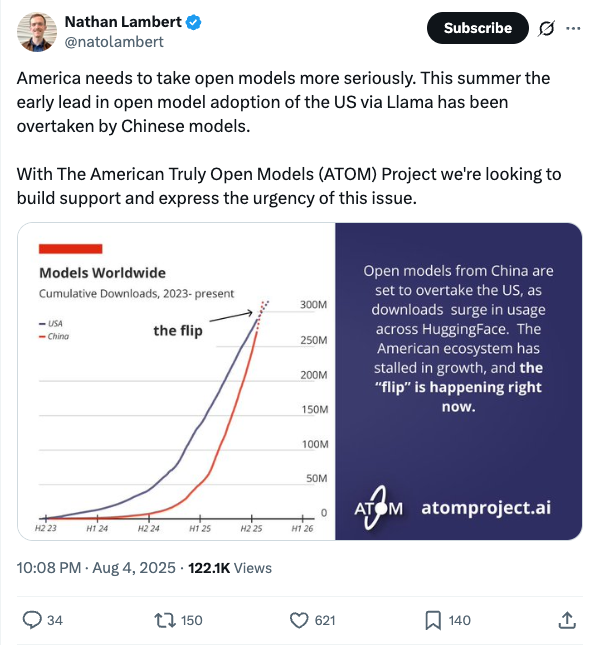 Nathan Lambert
@natolambert
Subscribe
America needs to take open models more seriously. This summer the
early lead in open model adoption of the US via Llama has been
overtaken by Chinese models.
With The American Truly Open Models (ATOM) Project we're looking to
build support and express the urgency of this issue.
Models Worldwide
Cumulative Downloads, 2023- present
USA
China
the flip
300M
250M
200M
150M
100M
50M
0
H2 23
H1 24
H2 24
H1 25
H2 25
H1 26
Open models from China are
set to overtake the US, as
downloads surge in usage
across HuggingFace. The
American ecosystem has
stalled in growth, and the
“flip” is happening right
now.
ATOM
atomproject.ai
10:08 PM · Aug 4, 2025 · 122.1K Views
34
150
621
140